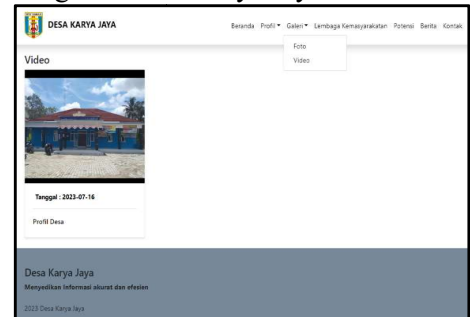 DESA KARYA JAYA
Beranda Profil Galeri Lembaga Kemasyarakatan Potensi Berita Kontak
Foto
Video
Video
Tanggal : 2023-07-16
Profil Desa
Desa Karya Jaya
Menyedikan Informasi akurat dan efesien
2023 Desa Karya Jaya